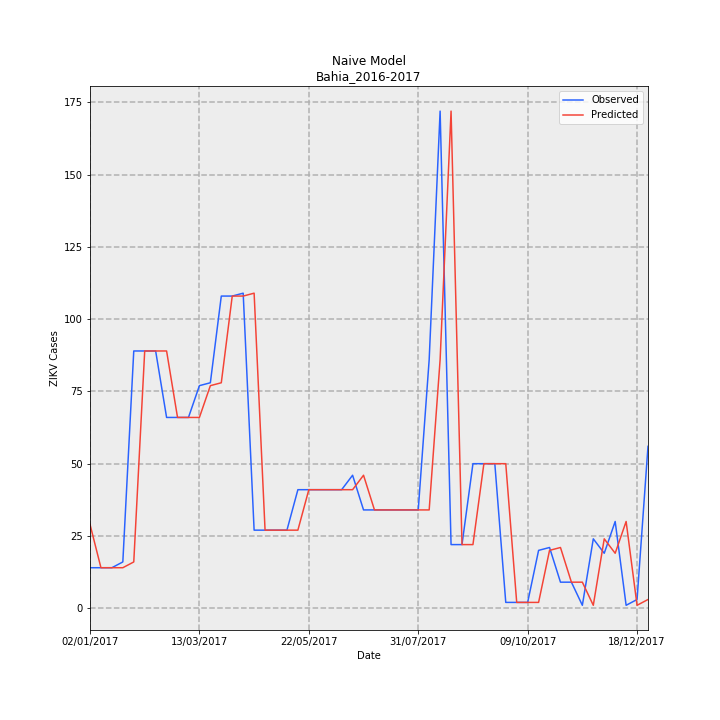 Naive Model
Bahia_2016-2017
Observed
Predicted
ZIKV Cases
175
150
125
100
75
50
25
0
02/01/2017
13/03/2017
22/05/2017
31/07/2017
09/10/2017
18/12/2017
Date